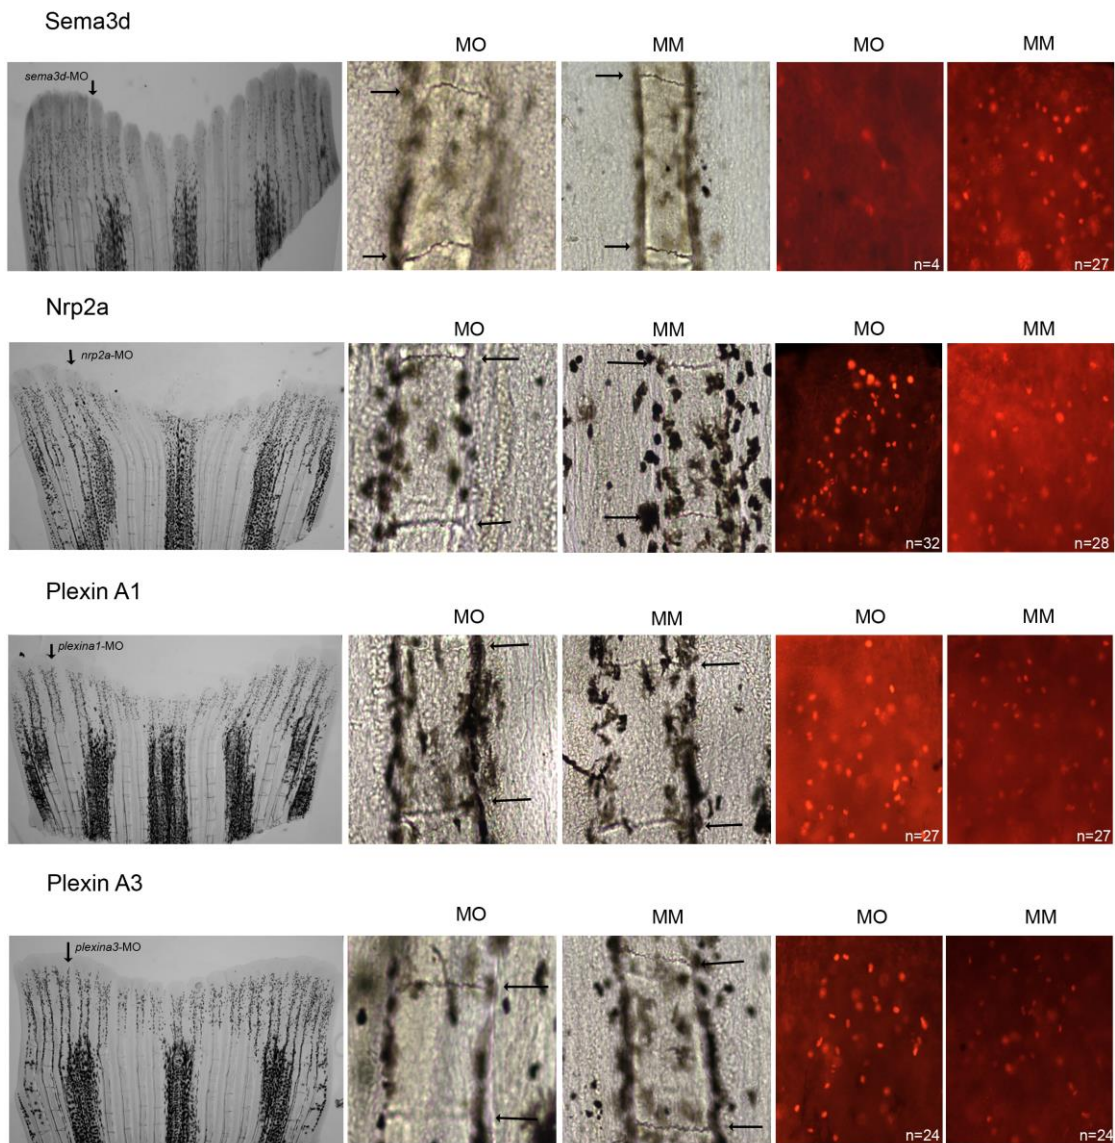 Sema3d
MO MM MO MM
sema3d-MO
n=4 n=27
Nrp2a
MO MM MO MM
nrp2a-MO
n=32 n=28
Plexin A1
MO MM MO MM
plexina1-MO
n=27 n=27
Plexin A3
MO MM MO MM
plexina3-MO
n=24 n=24